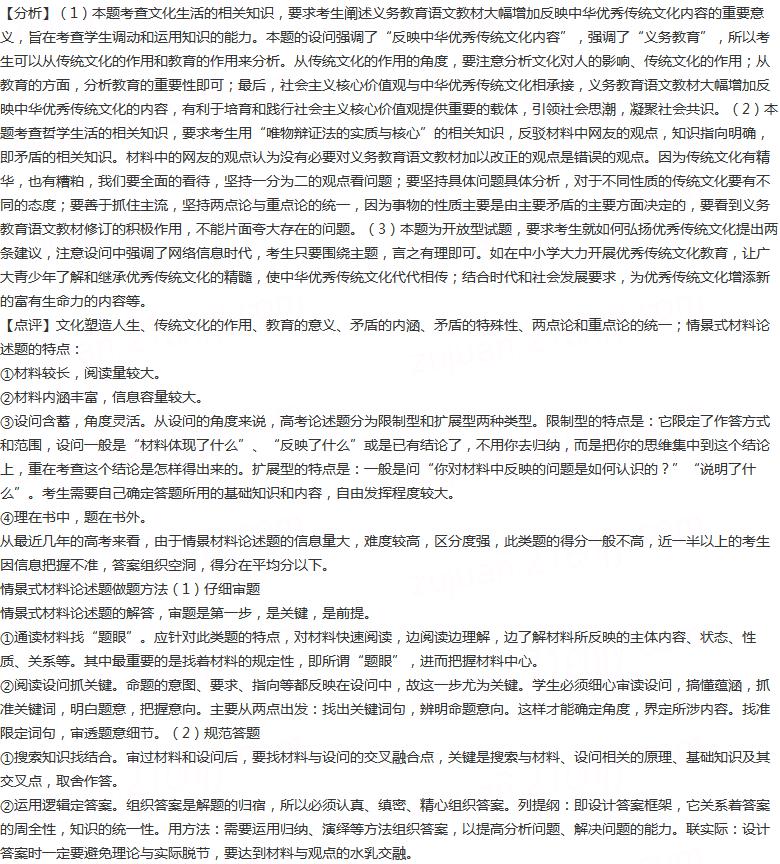 【分析】（1）本题考查文化生活的相关知识，要求考生阐述义务教育语文教材大幅增加反映中华优秀传统文化内容的重要意
义，旨在考查学生调动和运用知识的能力。本题的设问强调了“反映中华优秀传统文化内容”，强调了“义务教育”，所以考
生可以从传统文化的作用和教育的作用来分析。从传统文化的作用的角度，要注意分析文化对人的影响、传统文化的作用；从
教育的方面，分析教育的重要性即可；最后，社会主义核心价值观与中华优秀传统文化相承接，义务教育语文教材大幅增加反
映中华优秀传统文化的内容，有利于培育和践行社会主义核心价值观提供重要的载体，引领社会思潮，凝聚社会共识。（2）本
题考查哲学生活的相关知识，要求考生用“唯物辩证法的实质与核心”的相关知识，反驳材料中网友的观点，知识指向明确，
即矛盾的相关知识。材料中的网友的观点认为没有必要对义务教育语文教材加以改正的观点是错误的观点。因为传统文化有精
华，也有糟粕，我们要全面的看待，坚持一分为二的观点看问题；要坚持具体问题具体分析，对于不同性质的传统文化要有不
同的态度；要善于抓住主流，坚持两点论与重点论的统一，因为事物的性质主要是由主要矛盾的主要方面决定的，要看到义务
教育语文教材修订的积极作用，不能片面夸大存在的问题。（3）本题为开放型试题，要求考生就如何弘扬优秀传统文化提出两
条建议，注意设问中强调了网络信息时代，考生只要围绕主题，言之有理即可。如在中小学大力开展优秀传统文化教育，让广
大青少年了解和继承优秀传统文化的精髓，使中华优秀传统文化代代相传；结合时代和社会发展要求，为优秀传统文化增添新
的富有生命力的内容等。
【点评】文化塑造人生、传统文化的作用、教育的意义、矛盾的内涵、矛盾的特殊性、两点论和重点论的统一；情景式材料论
述题的特点：
①材料较长，阅读量较大。
②材料内涵丰富，信息容量较大。
③设问含蓄，角度灵活。从设问的角度来说，高考论述题分为限制型和扩展型两种类型。限制型的特点是：它限定了作答方式
和范围，设问一般是“材料体现了什么”、“反映了什么”或是已有结论了，不用你去归纳，而是把你的思维集中到这个结论
上，重在考查这个结论是怎样得出来的。扩展型的特点是：一般是问“你对材料中反映的问题是如何认识的？”“说明了什
么”。考生需要自己确定答题所用的基础知识和内容，自由发挥程度较大。
④理在书中，题在书外。
从最近几年的高考来看，由于情景材料论述题的信息量大，难度较高，区分度强，此类题的得分一般不高，近一半以上的考生
因信息把握不准，答案组织空洞，得分在平均分以下。
情景式材料论述题做题方法（1）仔细审题
情景式材料论述题的解答，审题是第一步，是关键，是前提。
①通读材料找“题眼”。应针对此类题的特点，对材料快速阅读，边阅读边理解，边了解材料所反映的主体内容、状态、性
质、关系等。其中最重要的是找着材料的规定性，即所谓“题眼”，进而把握材料中心。
②阅读设问抓关键。命题的意图、要求、指向等都反映在设问中，故这一步尤为关键。学生必须细心审读设问，搞懂蕴涵，抓
准关键词，明白题意，把握意向。主要从两点出发：找出关键词句，辨明命题意向。这样才能确定角度，界定所涉内容。找准
限定词句，审透题意细节。（2）规范答题
①搜索知识找结合。审过材料和设问后，要找材料与设问的交叉融合点，关键是搜索与材料、设问相关的原理、基础知识及其
交叉点，取舍作答。
②运用逻辑定答案。组织答案是解题的归宿，所以必须认真、缜密、精心组织答案。列提纲：即设计答案框架，它关系着答案
的周全性，知识的统一性。用方法：需要运用归纳、演绎等方法组织答案，以提高分析问题、解决问题的能力。联实际：设计
答案时一定要避免理论与实际脱节，要达到材料与观点的水乳交融。